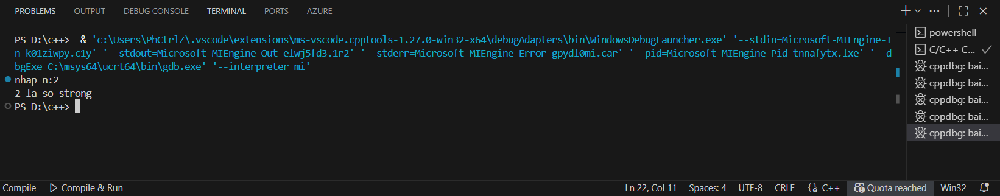 PROBLEMS OUTPUT DEBUG CONSOLE TERMINAL PORTS AZURE
PS D:\c++>  & 'c:\Users\PhCtrlZ\.vscode\extensions\ms-vscode.cpptools-1.27.0-win32-x64\debugAdapters\bin\WindowsDebugLauncher.exe' '--stdin=Microsoft-MIEngine-I
n-k01ziwpy.c1y' '--stdout=Microsoft-MIEngine-Out-elwj5fd3.1r2' '--stderr=Microsoft-MIEngine-Error-gpydl0mi.car' '--pid=Microsoft-MIEngine-Pid-tnnafytx.lxe' '--d
bgExe=C:\msys64\ucrt64\bin\gdb.exe' '--interpreter=mi'
nhap n:2
2 la so strong
PS D:\c++>
powershell
C/C++ C...
cppdbg: bai...
cppdbg: bai...
cppdbg: bai...
cppdbg: bai...
cppdbg: bai...
Compile Compile & Run Ln 22, Col 11 Spaces: 4 UTF-8 CRLF C++ Quota reached Win32